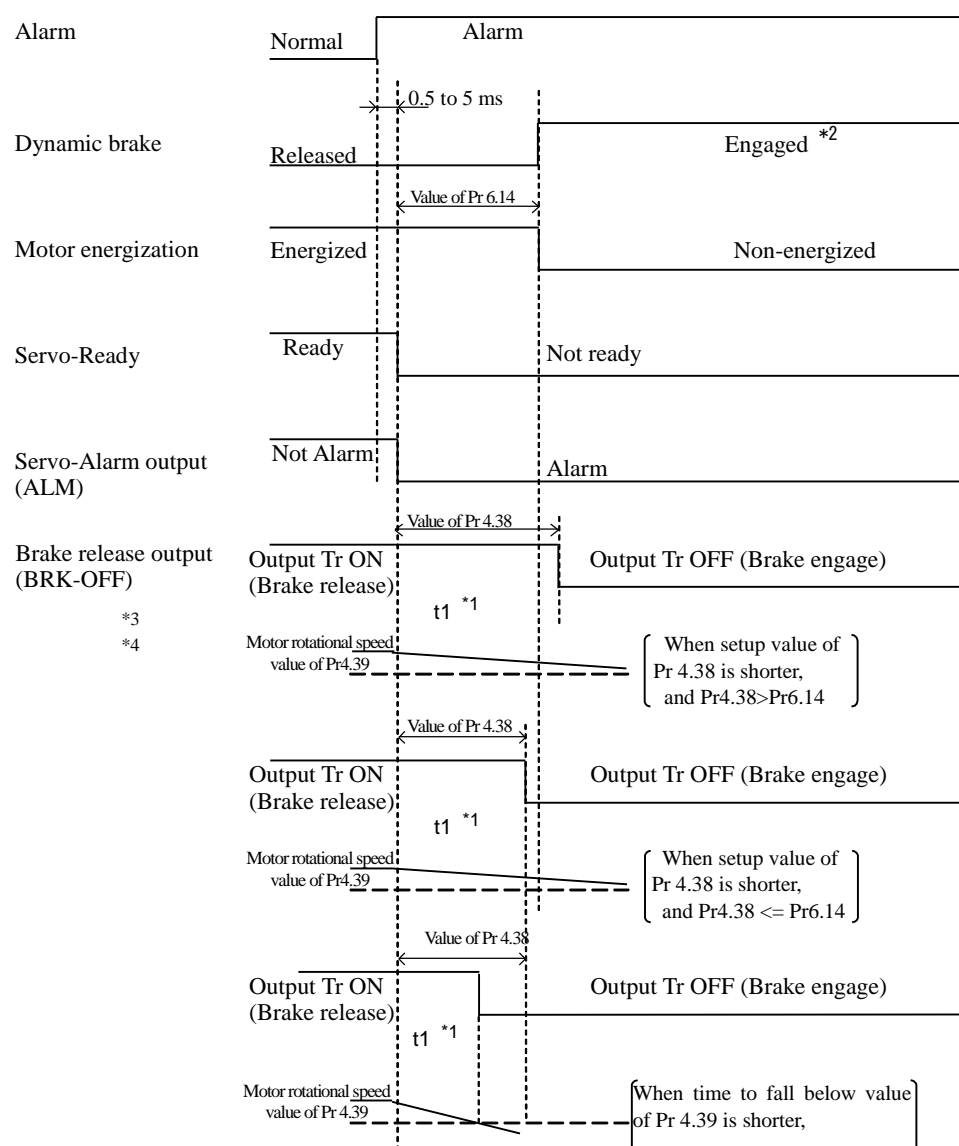 Alarm
Normal
Alarm
0.5 to 5 ms
Dynamic brake
Released
Engaged *2
Value of Pr 6.14
Motor energization
Energized
Non-energized
Servo-Ready
Ready
Not ready
Servo-Alarm output
(ALM)
Not Alarm
Alarm
Value of Pr 4.38
Brake release output
(BRK-OFF)
*3
*4
Output Tr ON
(Brake release)
Output Tr OFF (Brake engage)
t1 *1
Motor rotational speed
value of Pr4.39
When setup value of
Pr 4.38 is shorter,
and Pr4.38>Pr6.14
Value of Pr 4.38
Output Tr ON
(Brake release)
Output Tr OFF (Brake engage)
t1 *1
Motor rotational speed
value of Pr4.39
When setup value of
Pr 4.38 is shorter,
and Pr4.38 <= Pr6.14
Value of Pr 4.38
Output Tr ON
(Brake release)
Output Tr OFF (Brake engage)
t1 *1
Motor rotational speed
value of Pr 4.39
When time to fall below value
of Pr 4.39 is shorter,